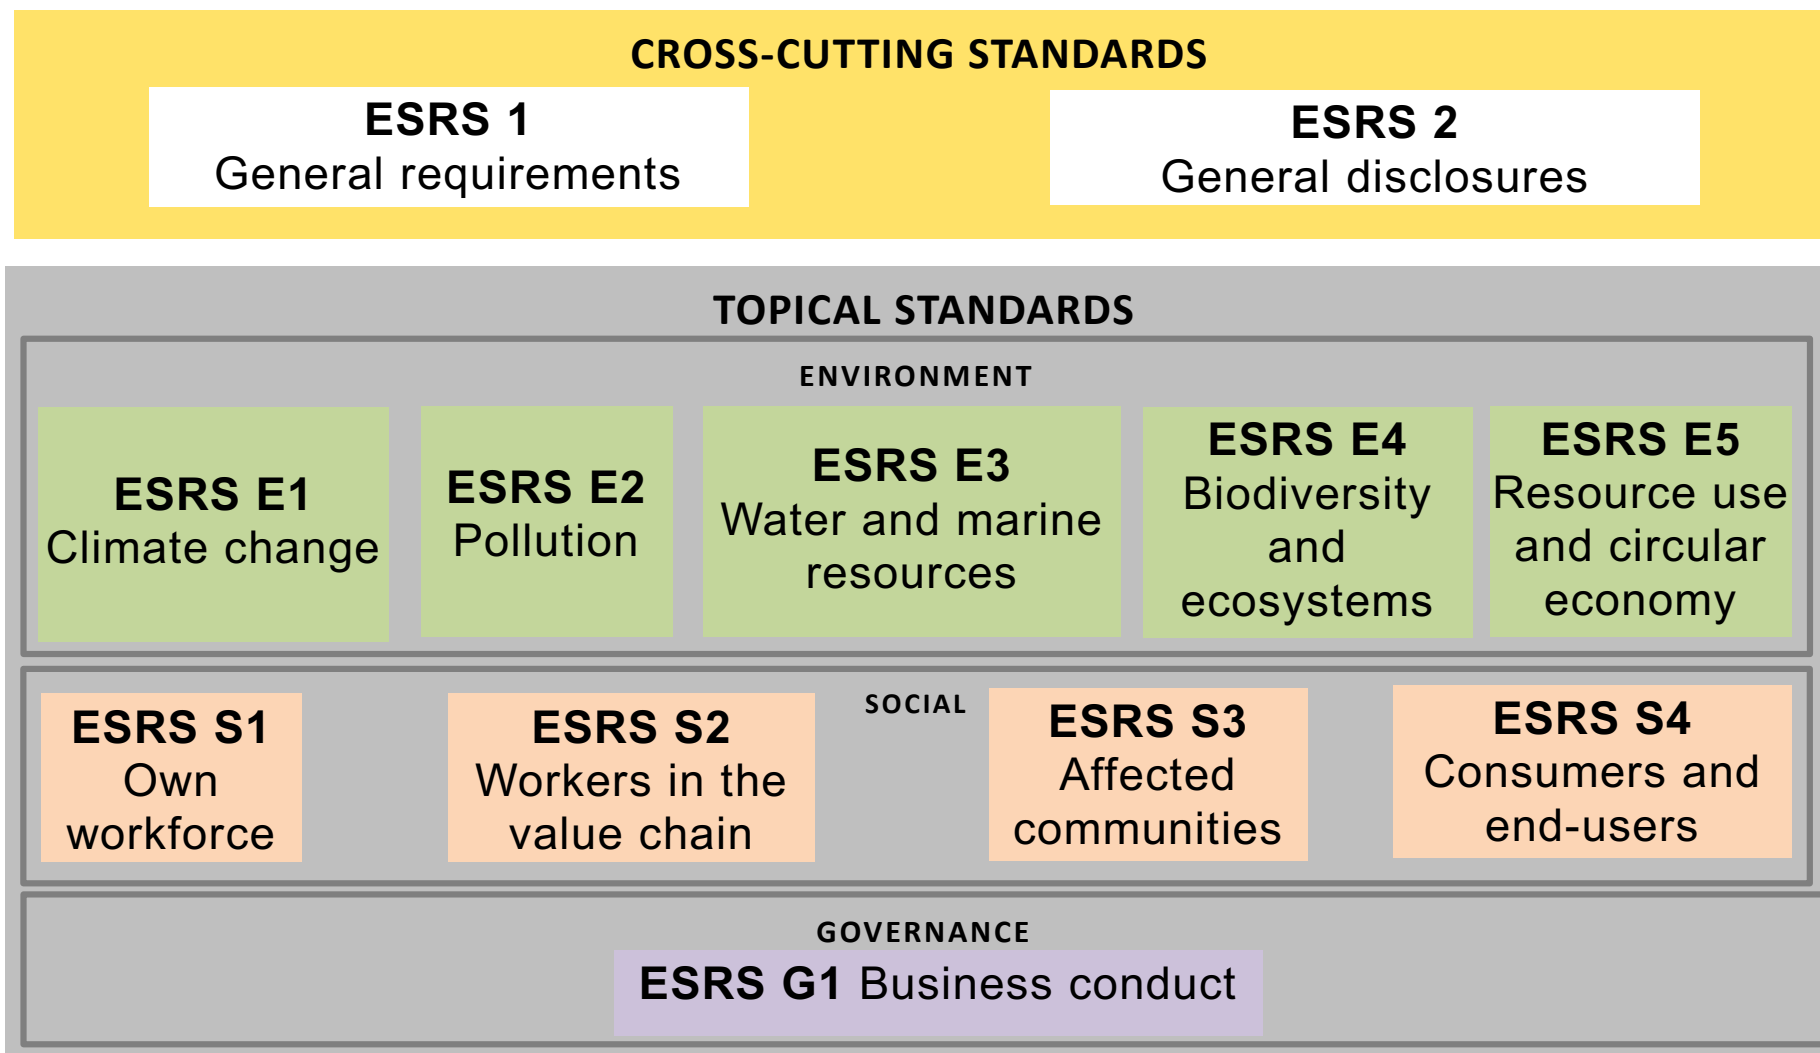 CROSS-CUTTING STANDARDS
ESRS 1
General requirements
ESRS 2
General disclosures
TOPICAL STANDARDS
ENVIRONMENT
ESRS E1
Climate change
ESRS E2
Pollution
ESRS E3
Water and marine
resources
ESRS E4
Biodiversity
and
ecosystems
ESRS E5
Resource use
and circular
economy
SOCIAL
ESRS S1
Own
workforce
ESRS S2
Workers in the
value chain
ESRS S3
Affected
communities
ESRS S4
Consumers and
end-users
GOVERNANCE
ESRS G1 Business conduct